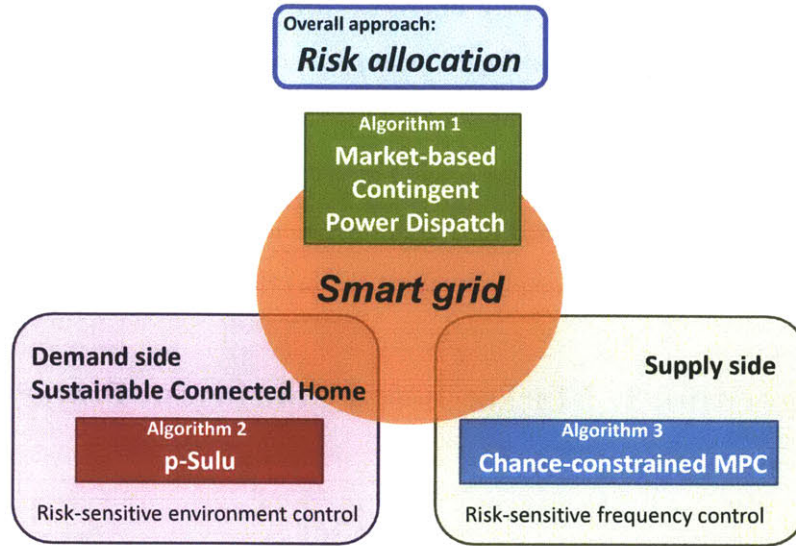 Overall approach:
Risk allocation
Algorithm 1
Market-based
Contingent
Power Dispatch
Smart grid
Demand side
Sustainable Connected Home
Algorithm 2
p-Sulu
Risk-sensitive environment control
Supply side
Algorithm 3
Chance-constrained MPC
Risk-sensitive frequency control